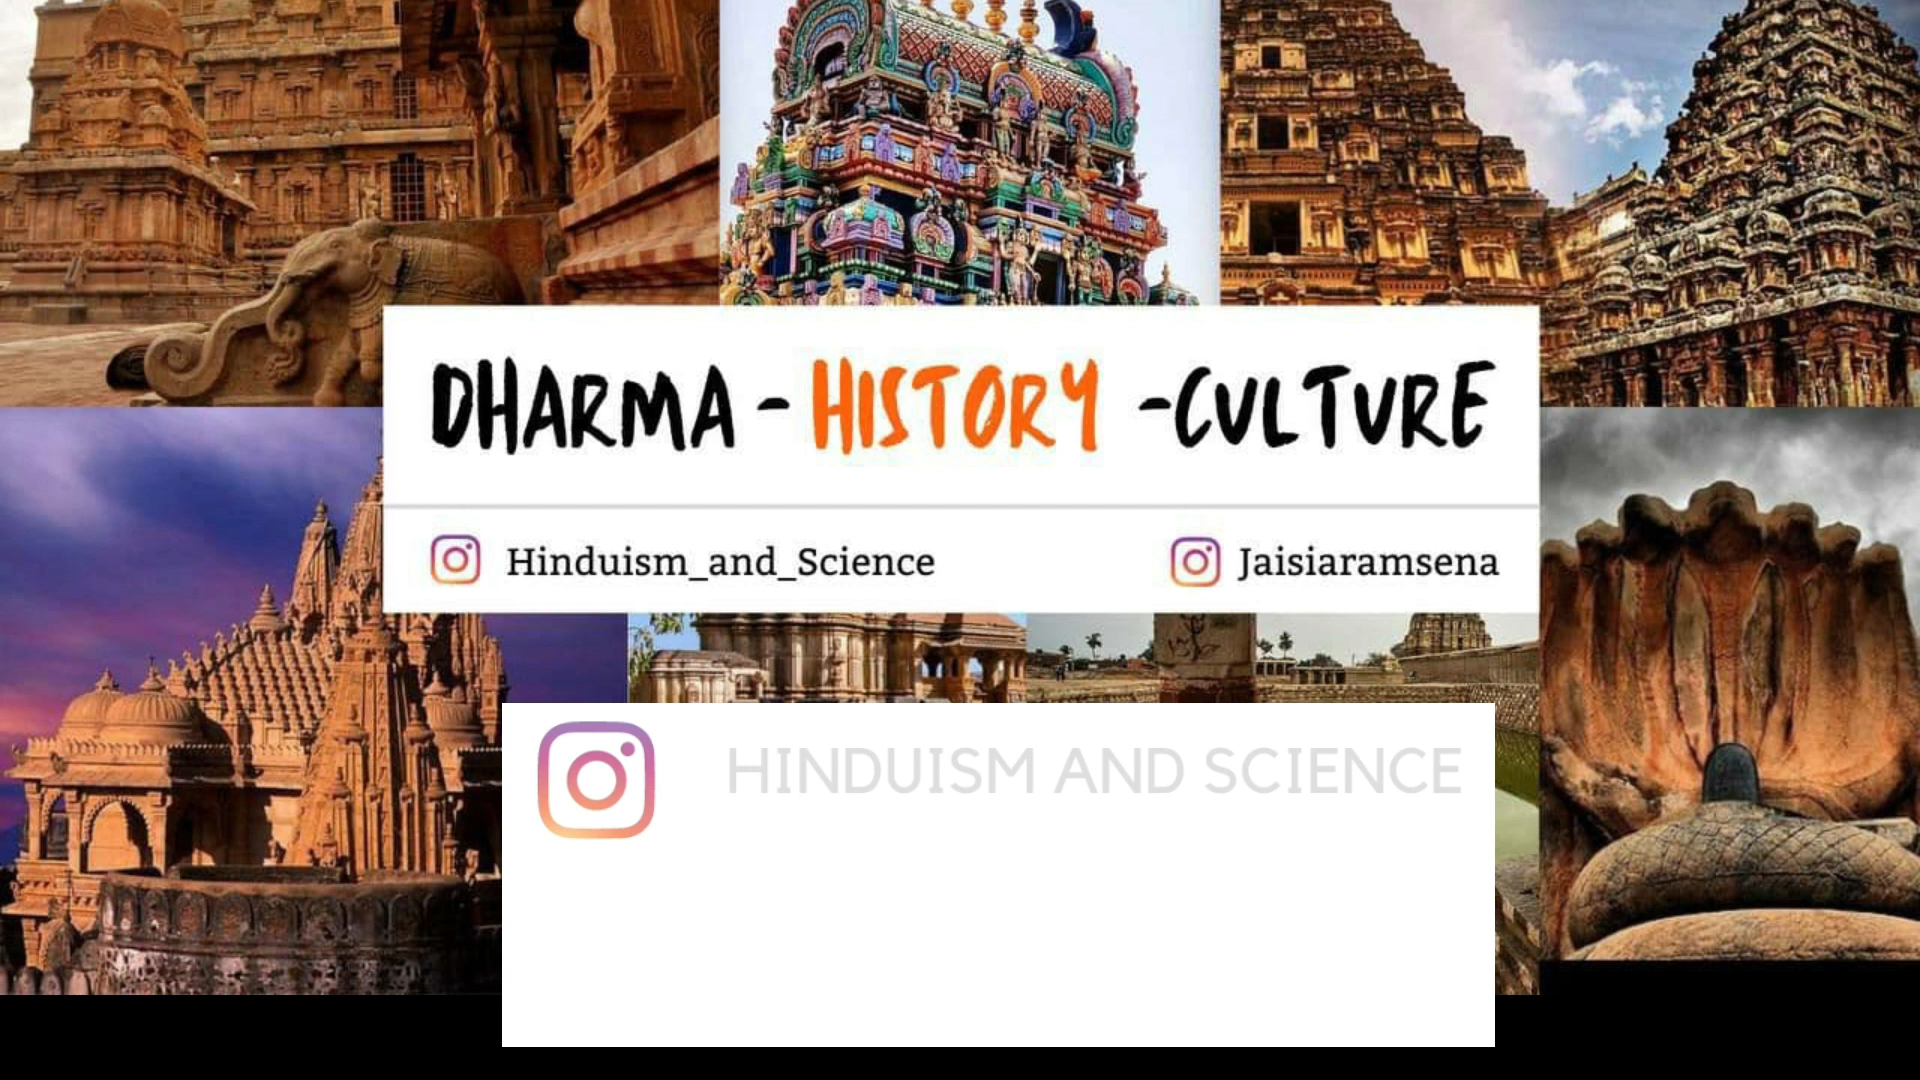 DHARMA - HISTORY -CULTURE
Hinduism_and_Science Jaisiaramsena
HINDUISM AND SCIENCE